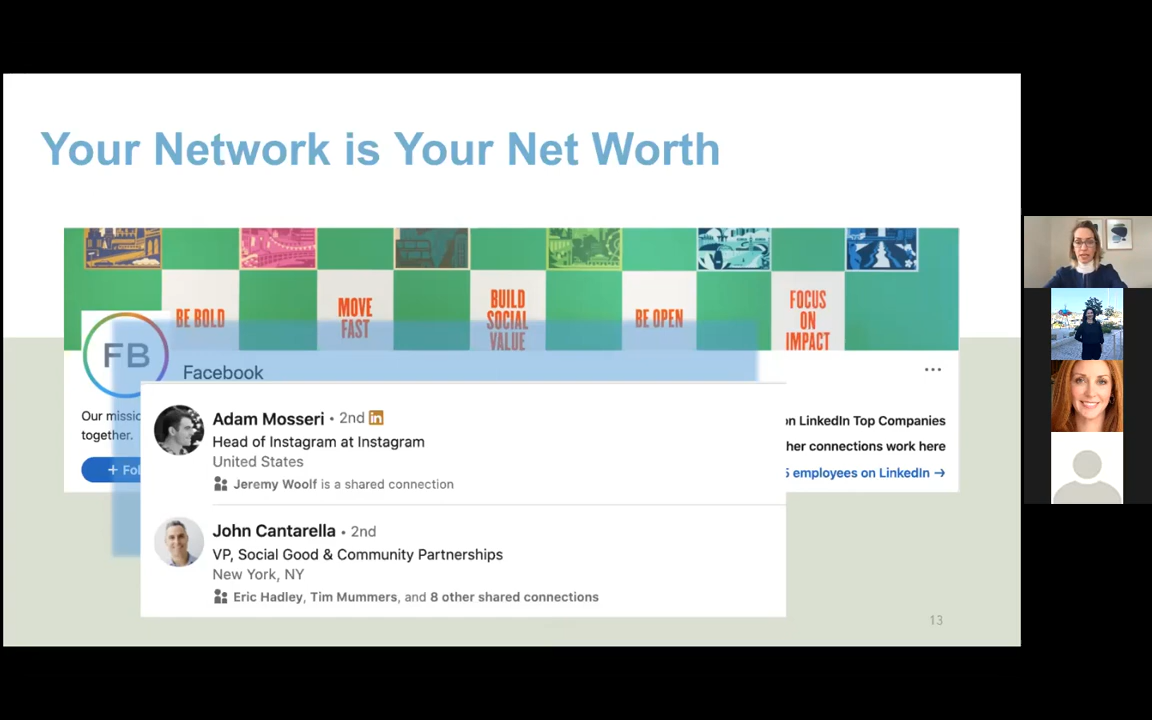 Your Network is Your Net Worth
BE BOLD
MOVE
FAST
BUILD
SOCIAL
VALUE
BE OPEN
FOCUS
ON
IMPACT
FB
Facebook
Our missio
together.
+ Fol
Adam Mosseri • 2nd in
Head of Instagram at Instagram
United States
Jeremy Woolf is a shared connection
John Cantarella • 2nd
VP, Social Good & Community Partnerships
New York, NY
Eric Hadley, Tim Mummers, and 8 other shared connections
on LinkedIn Top Companies
her connections work here
employees on LinkedIn →
13